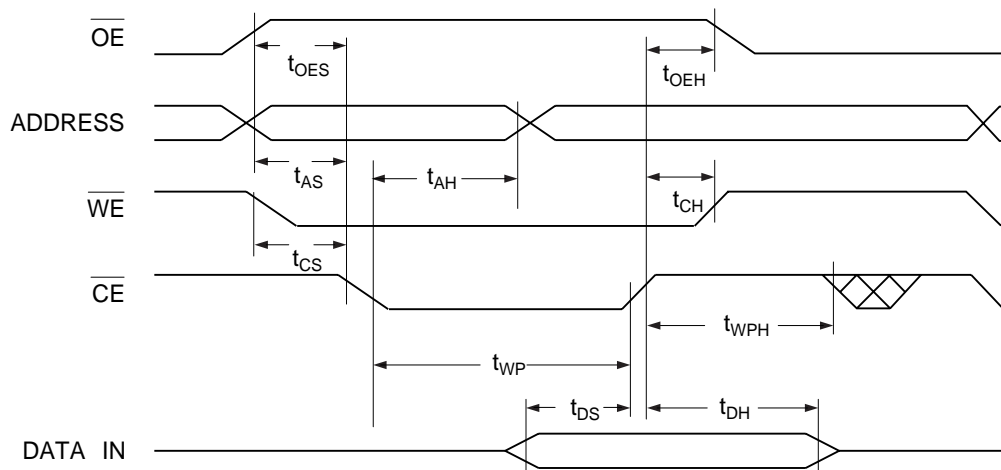 OE
tOES
tOEH
ADDRESS
tAS
tAH
WE
tCH
tCS
CE
tWPH
tWP
tDS
tDH
DATA IN